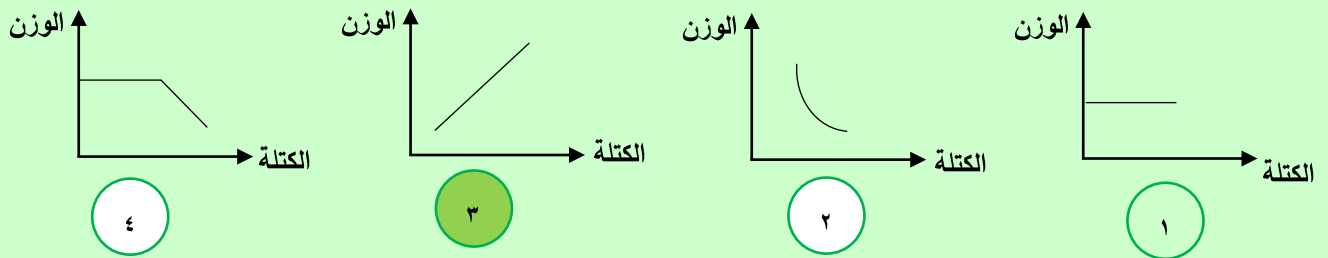 الوزن
الكتلة
١
الوزن
الكتلة
٢
الوزن
الكتلة
٣
الوزن
الكتلة
٤